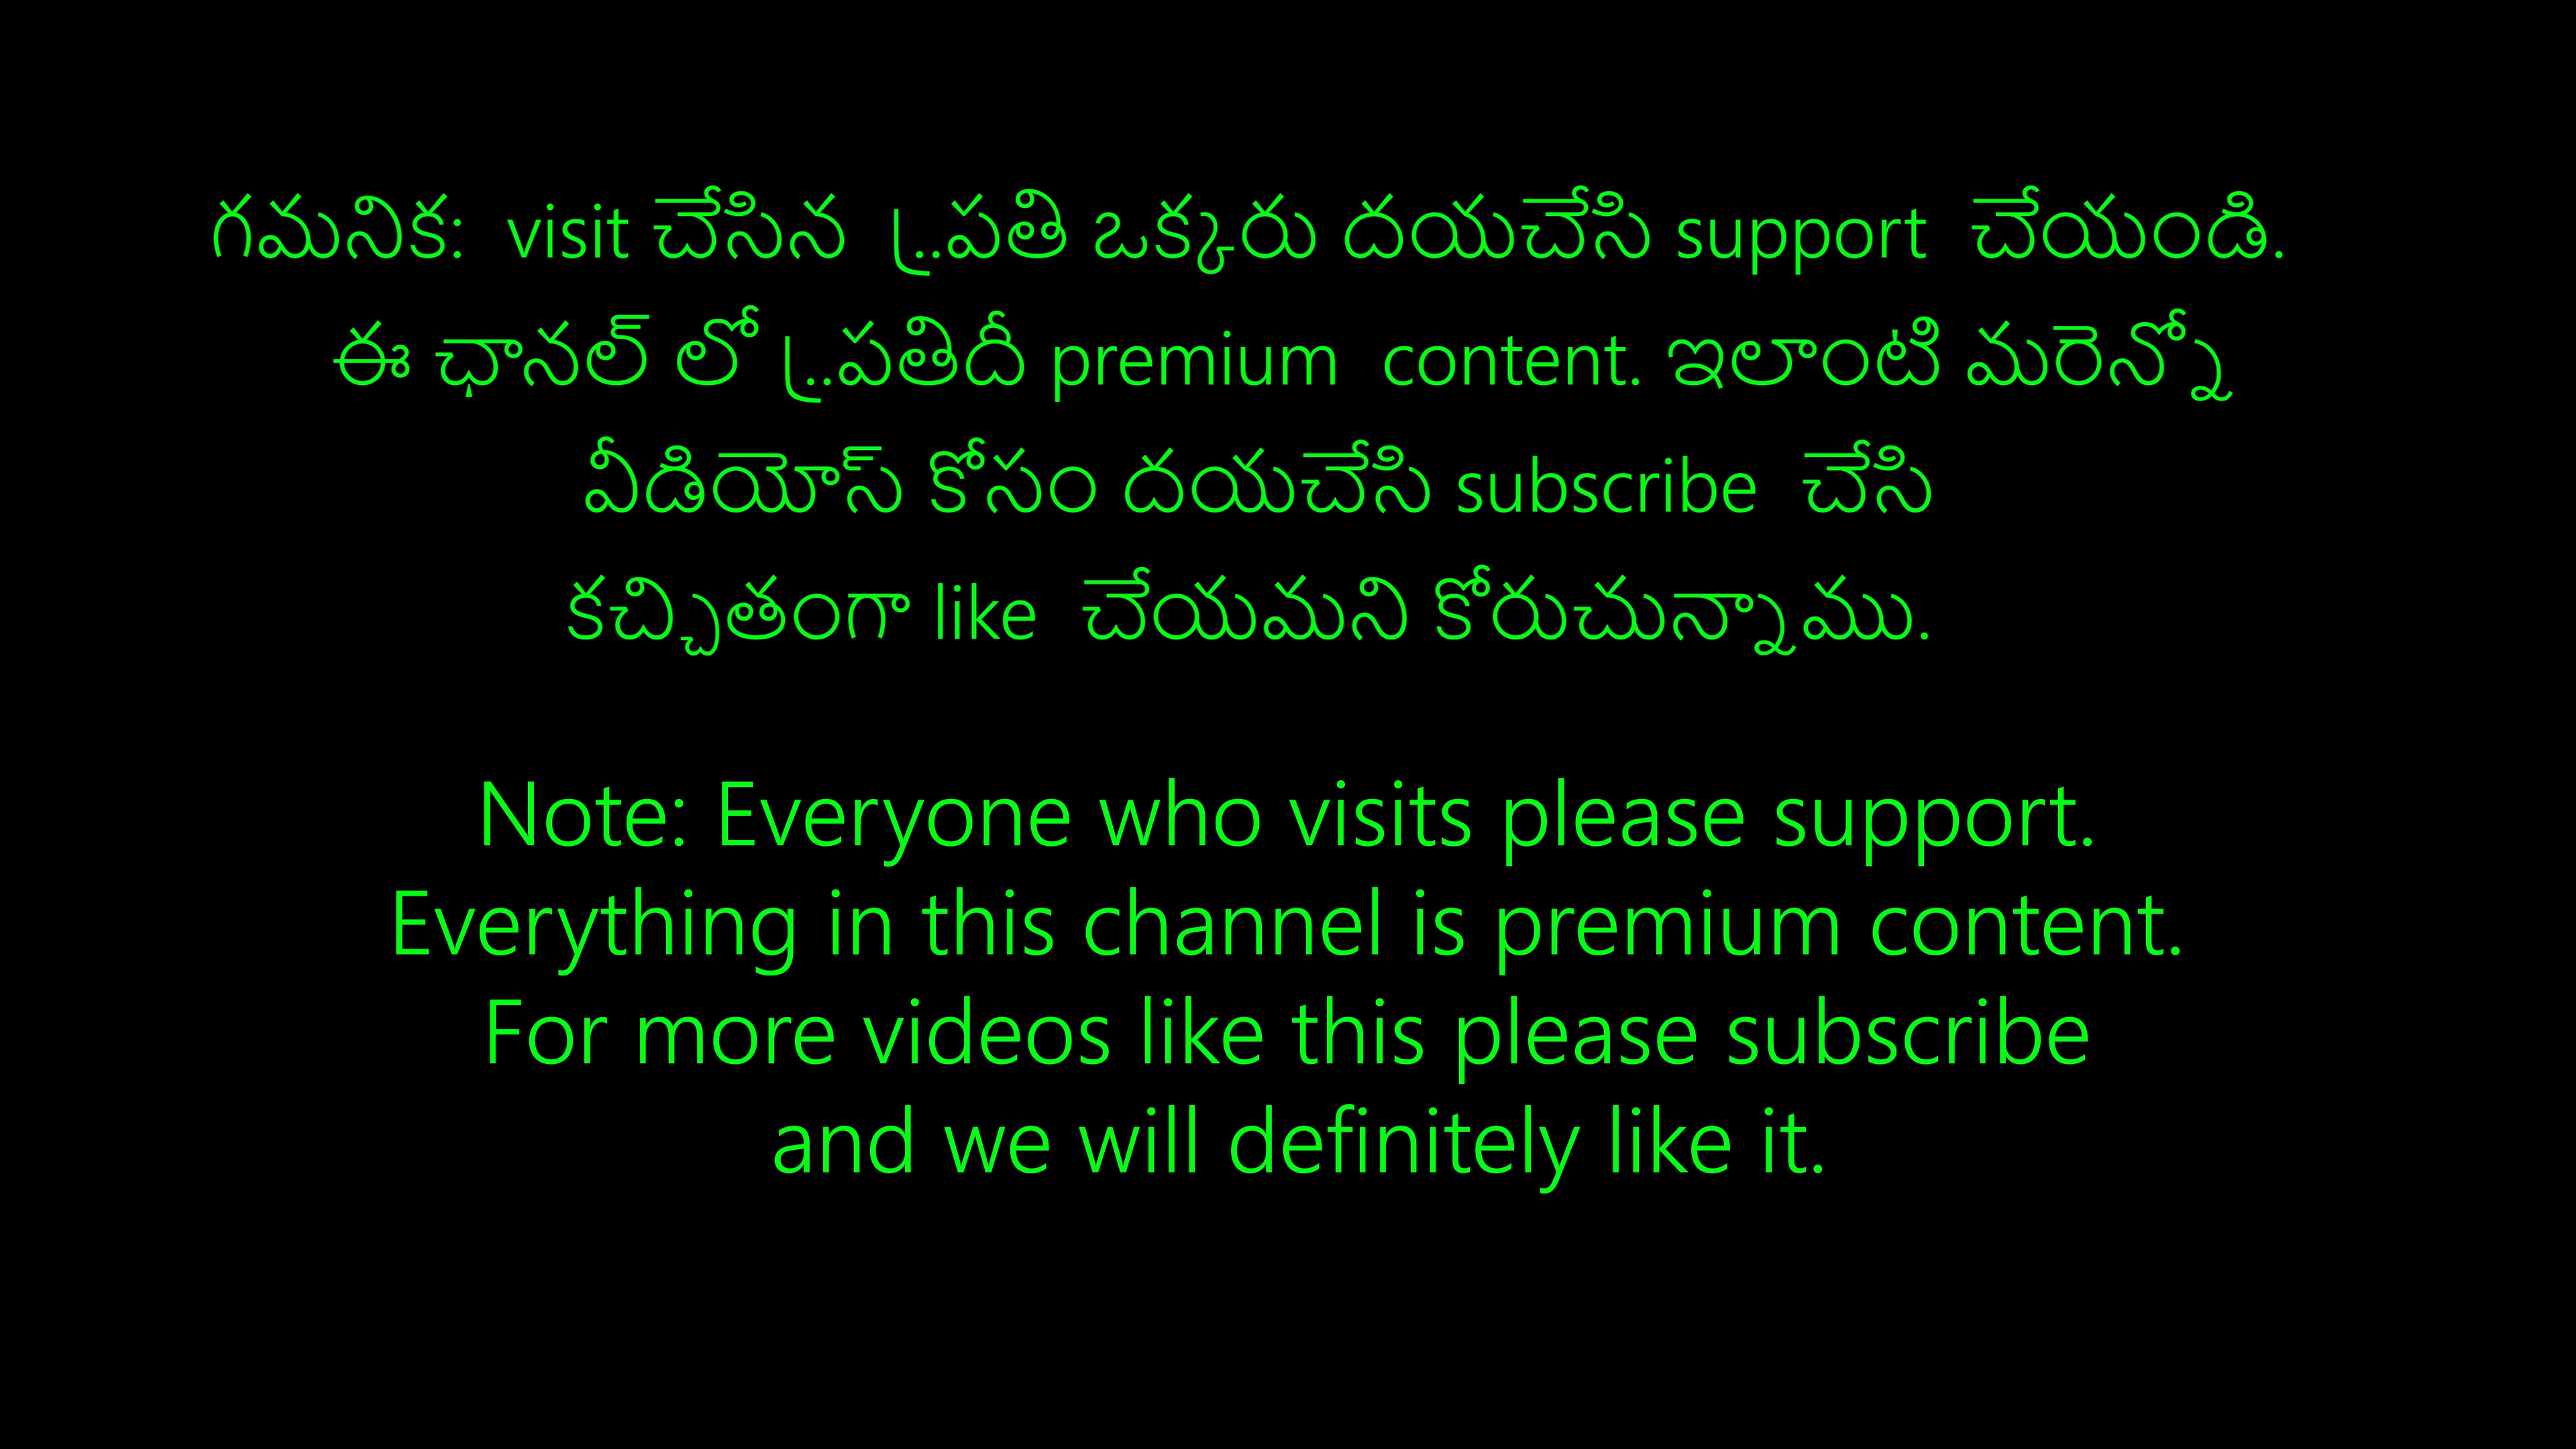 గమనిక: visit చేసిన ప్రతి ఒక్కరు దయచేసి support చేయండి.
ఈ ఛానల్ లో ప్రతిదీ premium content. ఇలాంటి మరెన్నో
వీడియోస్ కోసం దయచేసి subscribe చేసి
కచ్చితంగా like చేయమని కోరుచున్నాము.
Note: Everyone who visits please support.
Everything in this channel is premium content.
For more videos like this please subscribe
and we will definitely like it.